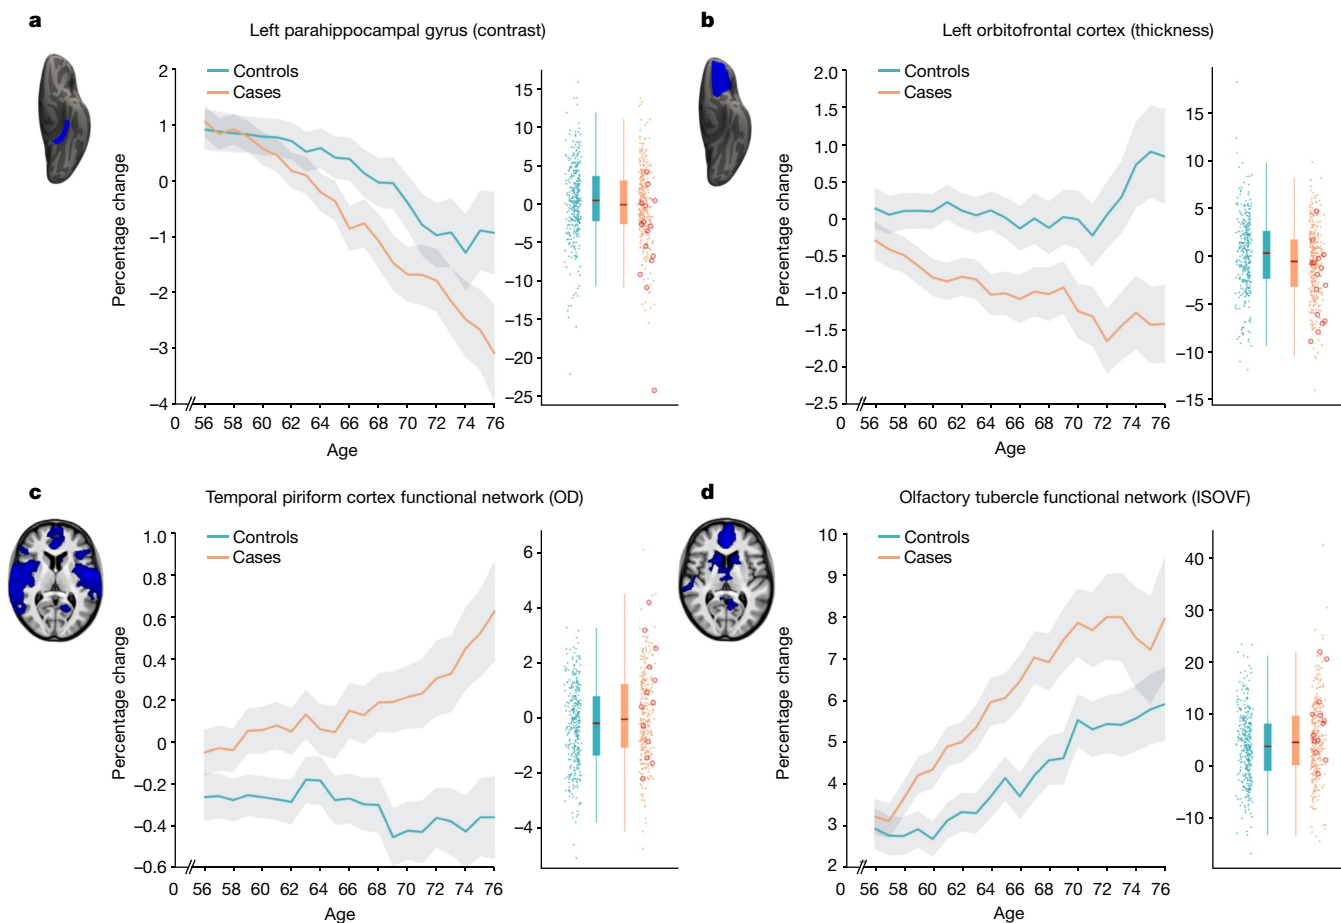 a
Left parahippocampal gyrus (contrast)
Controls
Cases
Percentage change
2
1
0
−1
−2
−3
−4
0 56 58 60 62 64 66 68 70 72 74 76
Age
15
10
5
0
−5
−10
−15
−20
−25
b
Left orbitofrontal cortex (thickness)
Controls
Cases
Percentage change
2.0
1.5
1.0
0.5
0
−0.5
−1.0
−1.5
−2.0
−2.5
0 56 58 60 62 64 66 68 70 72 74 76
Age
15
10
5
0
−5
−10
−15
c
Temporal piriform cortex functional network (OD)
Controls
Cases
Percentage change
1.0
0.8
0.6
0.4
0.2
0
−0.2
−0.4
−0.6
0 56 58 60 62 64 66 68 70 72 74 76
Age
6
4
2
0
−2
−4
d
Olfactory tubercle functional network (ISOVF)
Controls
Cases
Percentage change
10
9
8
7
6
5
4
3
2
0 56 58 60 62 64 66 68 70 72 74 76
Age
40
30
20
10
0
−10